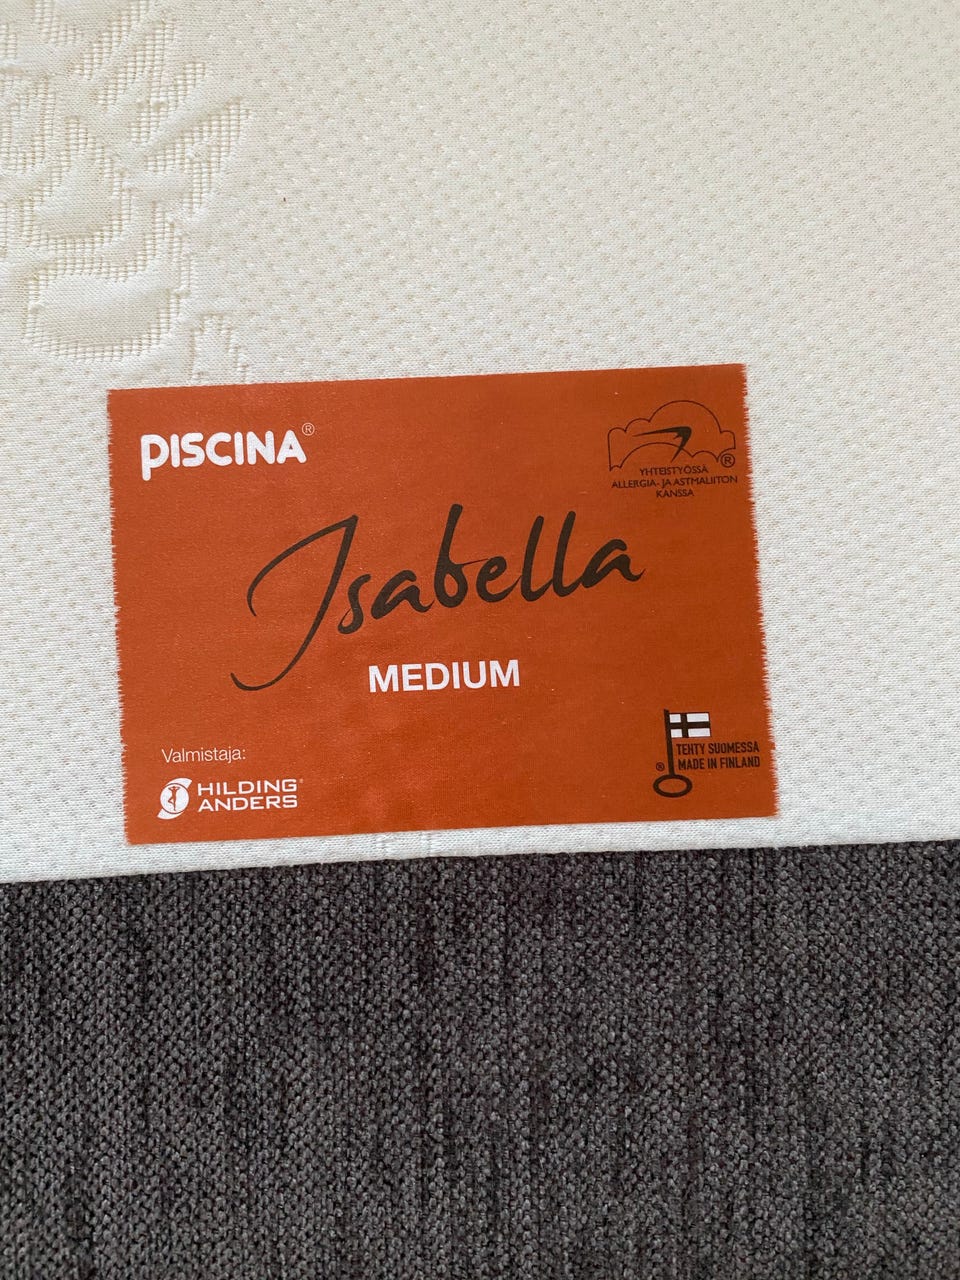 PISCINA®
YHTEISTYÖSSÄ
ALLERGIA- JA ASTMALIITON
KANSSA
®
Isabella
MEDIUM
Valmistaja:
HILDING®
ANDERS
TEHTY SUOMESSA
® MADE IN FINLAND